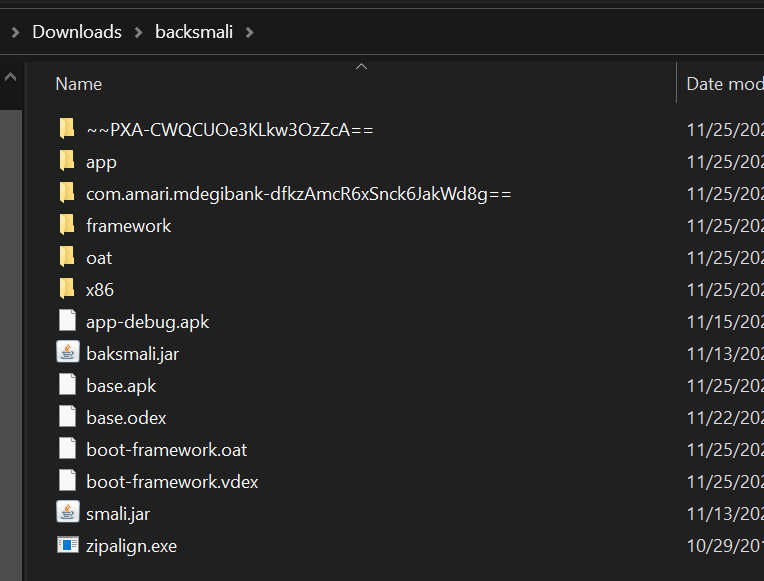 Downloads > backsmali >
Name Date mod
~~PXA-CWQCUOe3KLkw3OzZcA== 11/25/202
app 11/25/202
com.amari.mdegibank-dfkzAmcR6xSnck6JakWd8g== 11/25/202
framework 11/25/202
oat 11/25/202
x86 11/25/202
app-debug.apk 11/15/202
baksmali.jar 11/13/202
base.apk 11/25/202
base.odex 11/22/202
boot-framework.oat 11/25/202
boot-framework.vdex 11/25/202
smali.jar 11/13/202
zipalign.exe 10/29/201